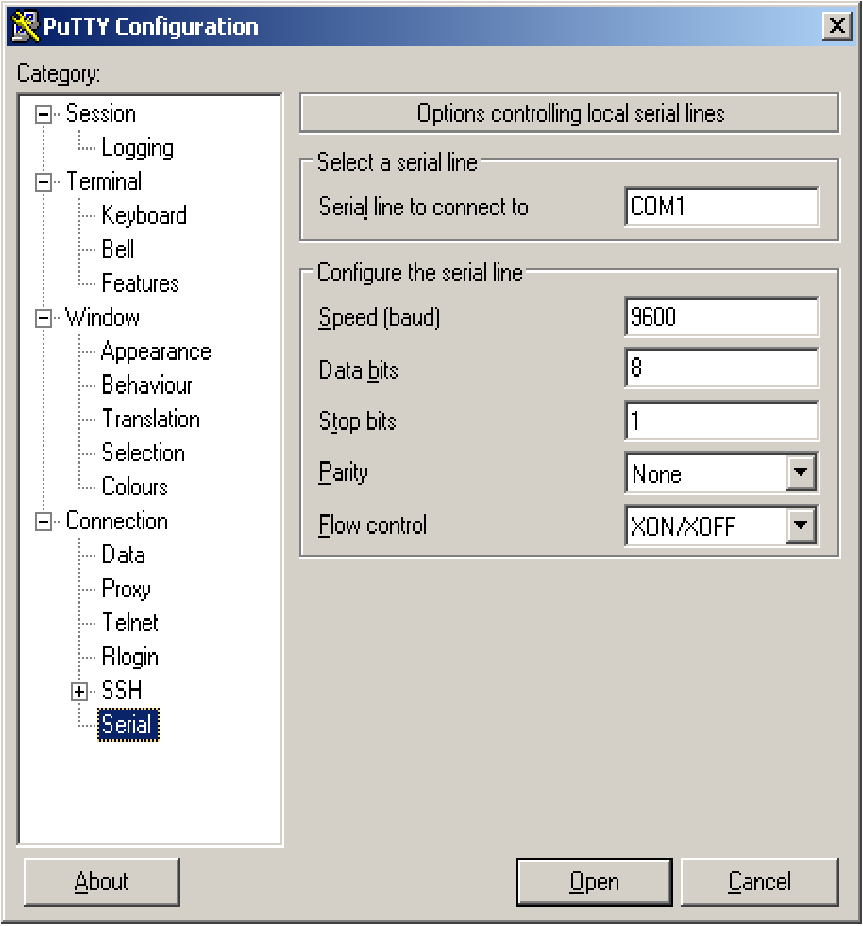 PuTTY Configuration
Category:
Session
Logging
Terminal
Keyboard
Bell
Features
Window
Appearance
Behaviour
Translation
Selection
Colours
Connection
Data
Proxy
Telnet
Rlogin
SSH
Serial
Options controlling local serial lines
Select a serial line
Serial line to connect to COM1
Configure the serial line
Speed (baud) 9600
Data bits 8
Stop bits 1
Parity None
Flow control XON/XOFF
About Open Cancel